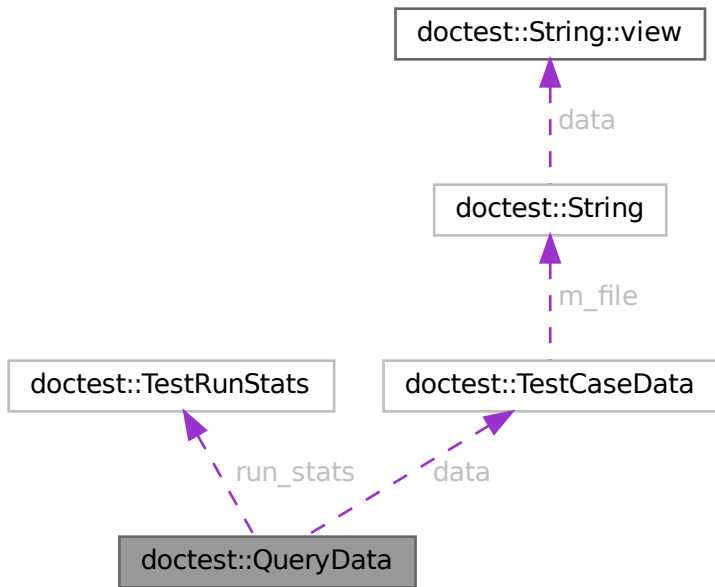 doctest::String::view
data
doctest::String
m_file
doctest::TestRunStats
doctest::TestCaseData
run_stats
data
doctest::QueryData